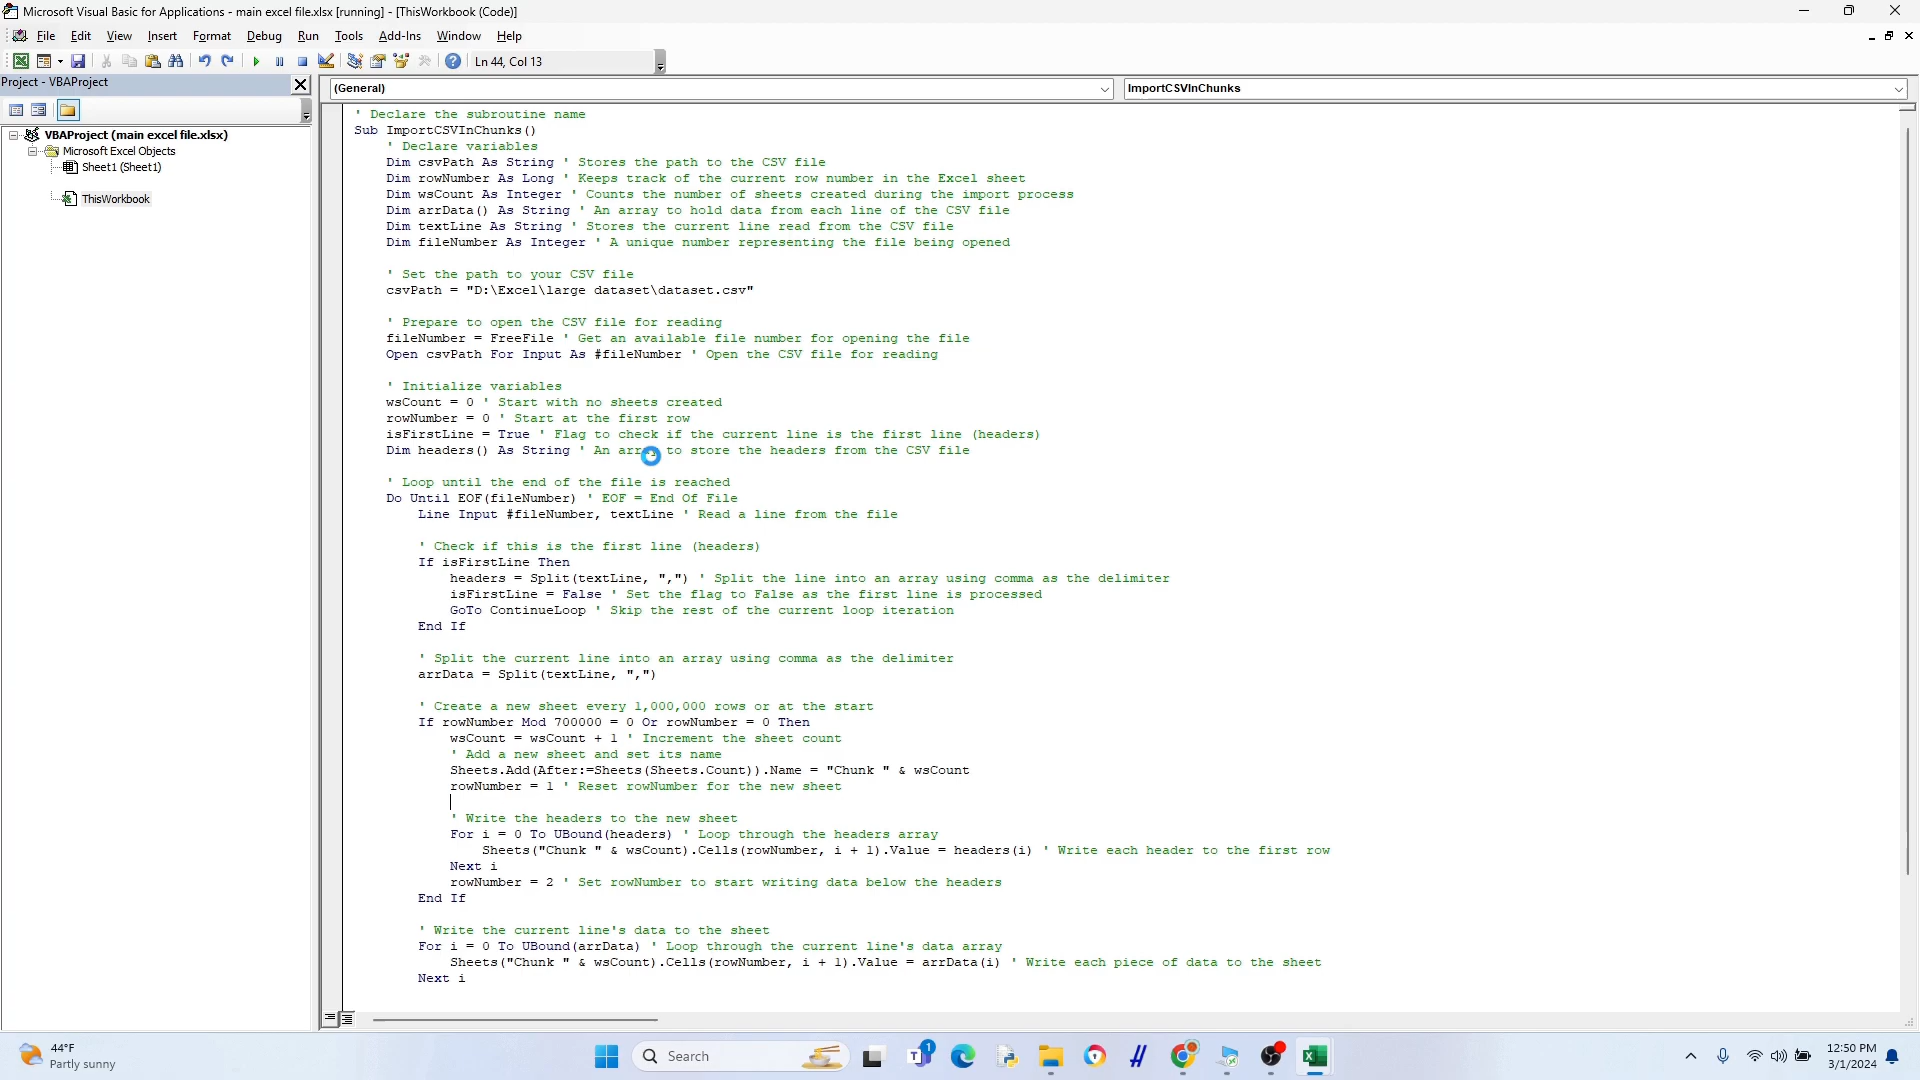 Microsoft Visual Basic for Applications - main excel file.xlsx [running] - [ThisWorkbook (Code)]
File Edit View Insert Format Debug Run Tools Add-Ins Window Help
Ln 44, Col 13
Project - VBAProject
(General)
ImportCSVInChunks
VBAProject (main excel file.xlsx)
Microsoft Excel Objects
Sheet1 (Sheet1)
ThisWorkbook
' Declare the subroutine name
Sub ImportCSVInChunks()
' Declare variables
Dim csvPath As String ' Stores the path to the CSV file
Dim rowNumber As Long ' Keeps track of the current row number in the Excel sheet
Dim wsCount As Integer ' Counts the number of sheets created during the import process
Dim arrData() As String ' An array to hold data from each line of the CSV file
Dim textLine As String ' Stores the current line read from the CSV file
Dim fileNumber As Integer ' A unique number representing the file being opened
' Set the path to your CSV file
csvPath = "D:\Excel\large dataset\dataset.csv"
' Prepare to open the CSV file for reading
fileNumber = FreeFile ' Get an available file number for opening the file
Open csvPath For Input As #fileNumber ' Open the CSV file for reading
' Initialize variables
wsCount = 0 ' Start with no sheets created
rowNumber = 0 ' Start at the first row
isFirstLine = True ' Flag to check if the current line is the first line (headers)
Dim headers() As String ' An array to store the headers from the CSV file
' Loop until the end of the file is reached
Do Until EOF(fileNumber) ' EOF = End Of File
Line Input #fileNumber, textLine ' Read a line from the file
' Check if this is the first line (headers)
If isFirstLine Then
headers = Split(textLine, ",") ' Split the line into an array using comma as the delimiter
isFirstLine = False ' Set the flag to False as the first line is processed
GoTo ContinueLoop ' Skip the rest of the current loop iteration
End If
' Split the current line into an array using comma as the delimiter
arrData = Split(textLine, ",")
' Create a new sheet every 1,000,000 rows or at the start
If rowNumber Mod 700000 = 0 Or rowNumber = 0 Then
wsCount = wsCount + 1 ' Increment the sheet count
' Add a new sheet and set its name
Sheets.Add(After:=Sheets(Sheets.Count)).Name = "Chunk " & wsCount
rowNumber = 1 ' Reset rowNumber for the new sheet
' Write the headers to the new sheet
For i = 0 To UBound(headers) ' Loop through the headers array
Sheets("Chunk " & wsCount).Cells(rowNumber, i + 1).Value = headers(i) ' Write each header to the first row
Next i
rowNumber = 2 ' Set rowNumber to start writing data below the headers
End If
' Write the current line's data to the sheet
For i = 0 To UBound(arrData) ' Loop through the current line's data array
Sheets("Chunk " & wsCount).Cells(rowNumber, i + 1).Value = arrData(i) ' Write each piece of data to the sheet
Next i
44°F
Partly sunny
Search
1
12:50 PM
3/1/2024